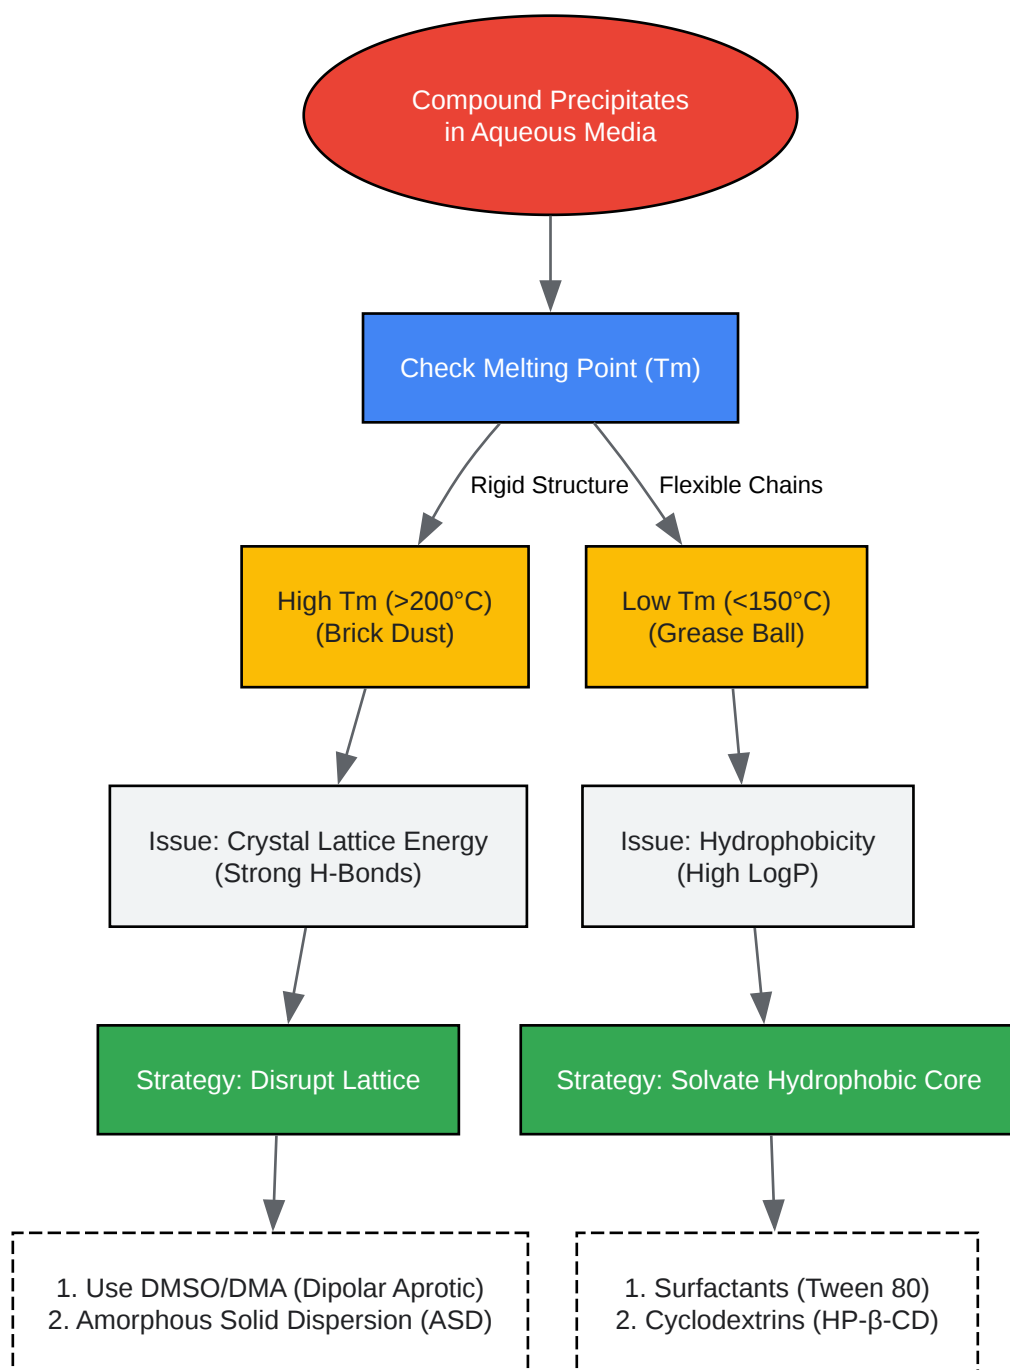 Compound Precipitates
in Aqueous Media
Check Melting Point (Tm)
Rigid Structure
Flexible Chains
High Tm (>200°C)
(Brick Dust)
Low Tm (<150°C)
(Grease Ball)
Issue: Crystal Lattice Energy
(Strong H-Bonds)
Issue: Hydrophobicity
(High LogP)
Strategy: Disrupt Lattice
Strategy: Solvate Hydrophobic Core
1. Use DMSO/DMA (Dipolar Aprotic)
2. Amorphous Solid Dispersion (ASD)
1. Surfactants (Tween 80)
2. Cyclodextrins (HP-β-CD)